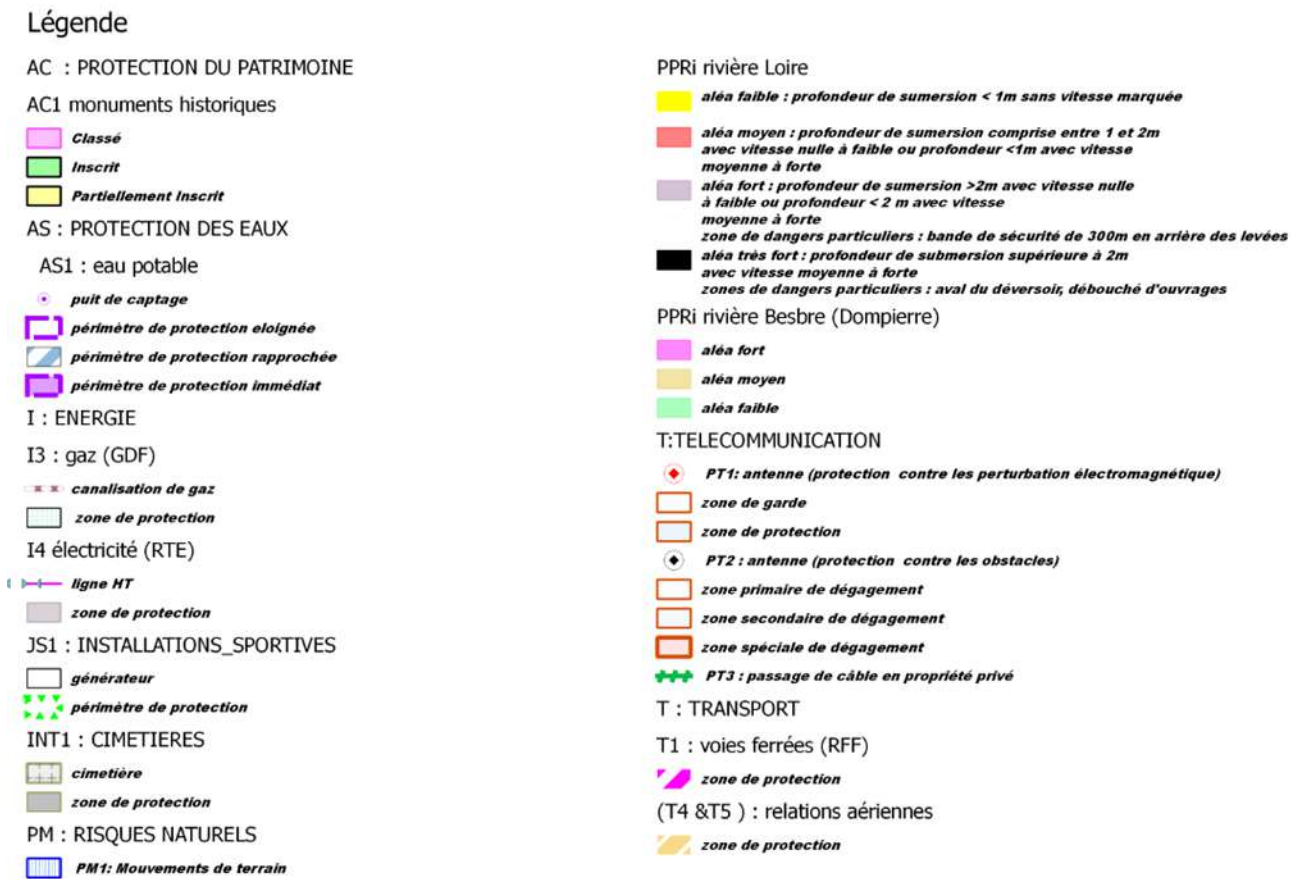 Légende
AC : PROTECTION DU PATRIMOINE
AC1 monuments historiques
Classé
Inscrit
Partiellement Inscrit
AS : PROTECTION DES EAUX
AS1 : eau potable
puit de captage
périmètre de protection eloignée
périmètre de protection rapprochée
périmètre de protection immédiat
I : ENERGIE
I3 : gaz (GDF)
canalisation de gaz
zone de protection
I4 électricité (RTE)
ligne HT
zone de protection
JS1 : INSTALLATIONS_SPORTIVES
générateur
périmètre de protection
INT1 : CIMETIERES
cimetière
zone de protection
PM : RISQUES NATURELS
PM1: Mouvements de terrain
PPRi rivière Loire
aléa faible : profondeur de sumersion < 1m sans vitesse marquée
aléa moyen : profondeur de sumersion comprise entre 1 et 2m
avec vitesse nulle à faible ou profondeur <1m avec vitesse
moyenne à forte
aléa fort : profondeur de sumersion >2m avec vitesse nulle
à faible ou profondeur < 2 m avec vitesse
moyenne à forte
zone de dangers particuliers : bande de sécurité de 300m en arrière des levées
aléa très fort : profondeur de submersion supérieure à 2m
avec vitesse moyenne à forte
zones de dangers particuliers : aval du déversoir, débouché d'ouvrages
PPRi rivière Besbre (Dompierre)
aléa fort
aléa moyen
aléa faible
T:TELECOMMUNICATION
PT1: antenne (protection contre les perturbation électromagnétique)
zone de garde
zone de protection
PT2 : antenne (protection contre les obstacles)
zone primaire de dégagement
zone secondaire de dégagement
zone spéciale de dégagement
PT3 : passage de câble en propriété privé
T : TRANSPORT
T1 : voies ferrées (RFF)
zone de protection
(T4 &T5 ) : relations aériennes
zone de protection